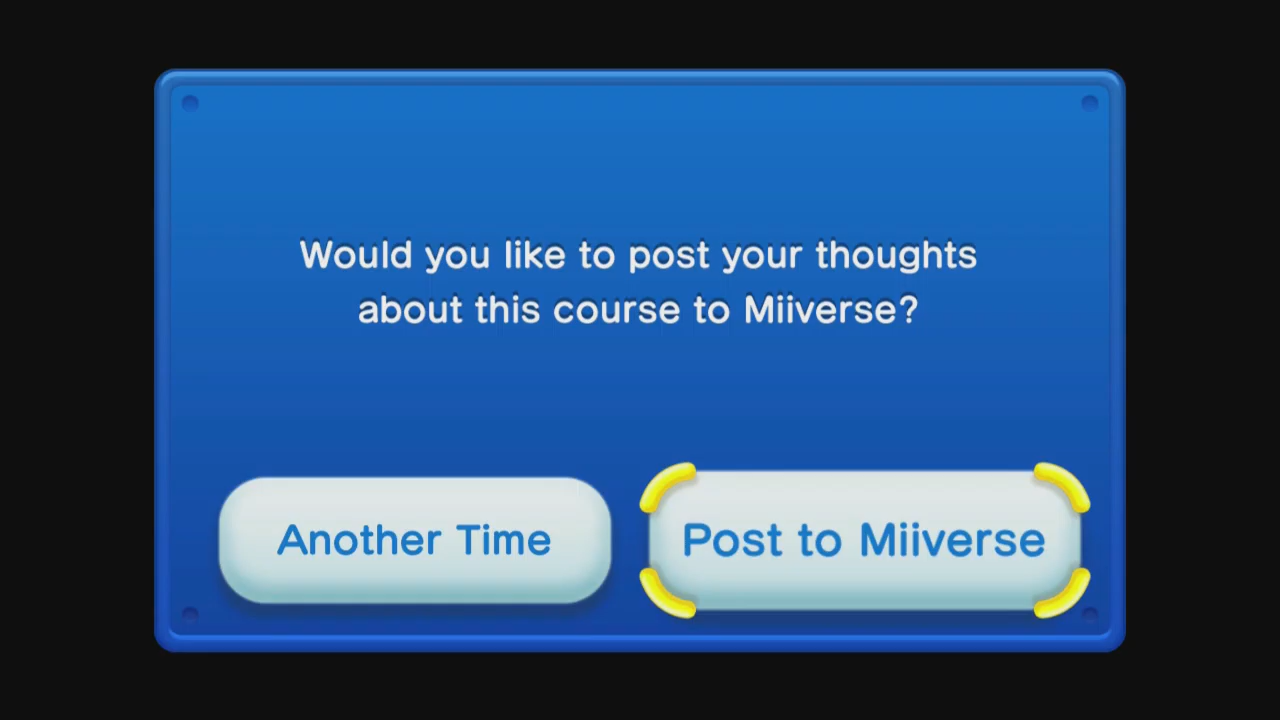 Would you like to post your thoughts
about this course to Miiverse?
Another Time
Post to Miiverse